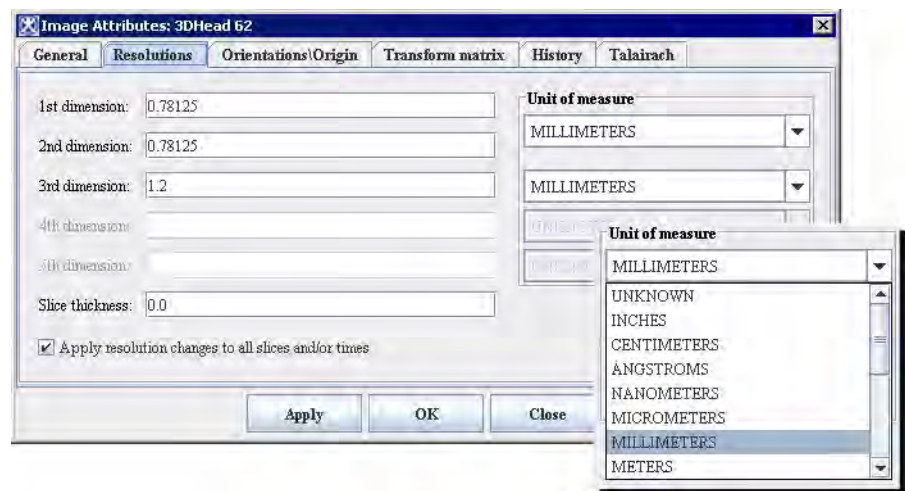 Image Attributes: 3DHead 62
General Resolutions Orientations\Origin Transform matrix History Talairach
1st dimension: 0.78125
2nd dimension: 0.78125
3rd dimension: 1.2
4th dimension:
5th dimension:
Slice thickness: 0.0
Apply resolution changes to all slices and/or times
Unit of measure
MILLIMETERS
MILLIMETERS
Apply OK Close
Unit of measure
MILLIMETERS
UNKNOWN
INCHES
CENTIMETERS
ANGSTROMS
NANOMETERS
MICROMETERS
MILLIMETERS
METERS